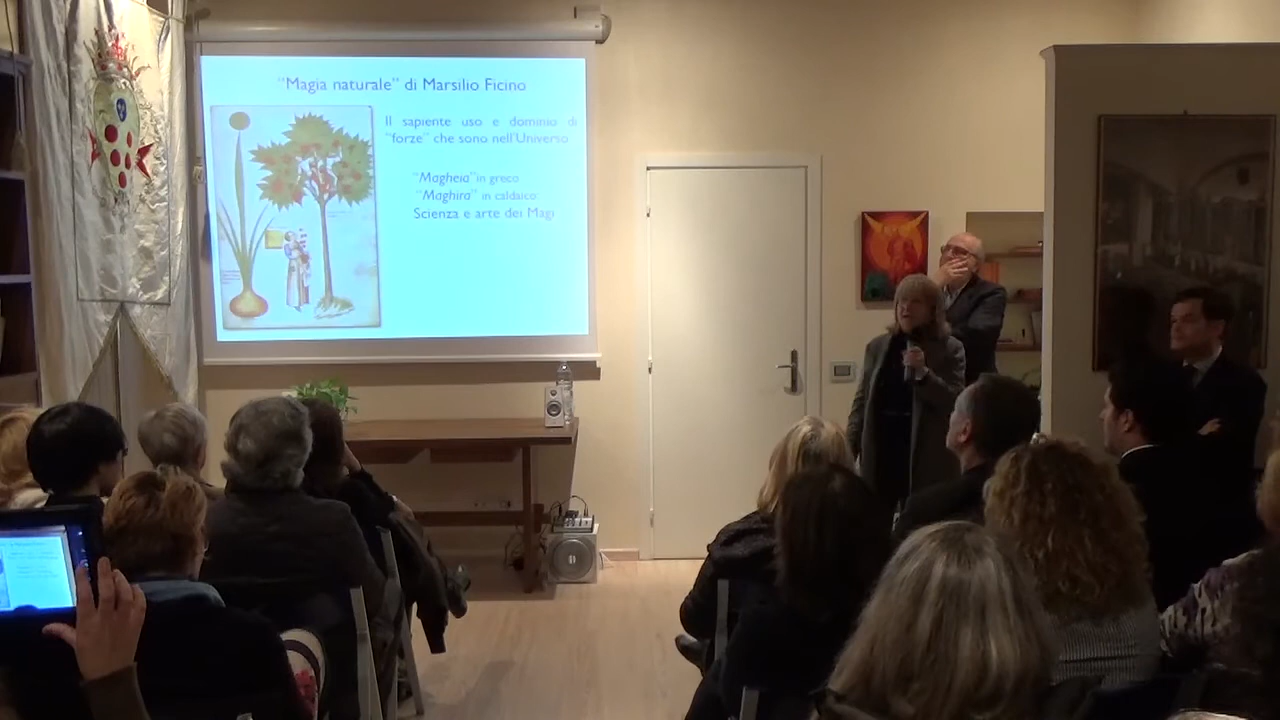 "Magia naturale" di Marsilio Ficino
Il sapiente uso e dominio di
"forze" che sono nell'Universo
"Magheia" in greco
"Maghira" in caldaico
Scienza e arte dei Magi